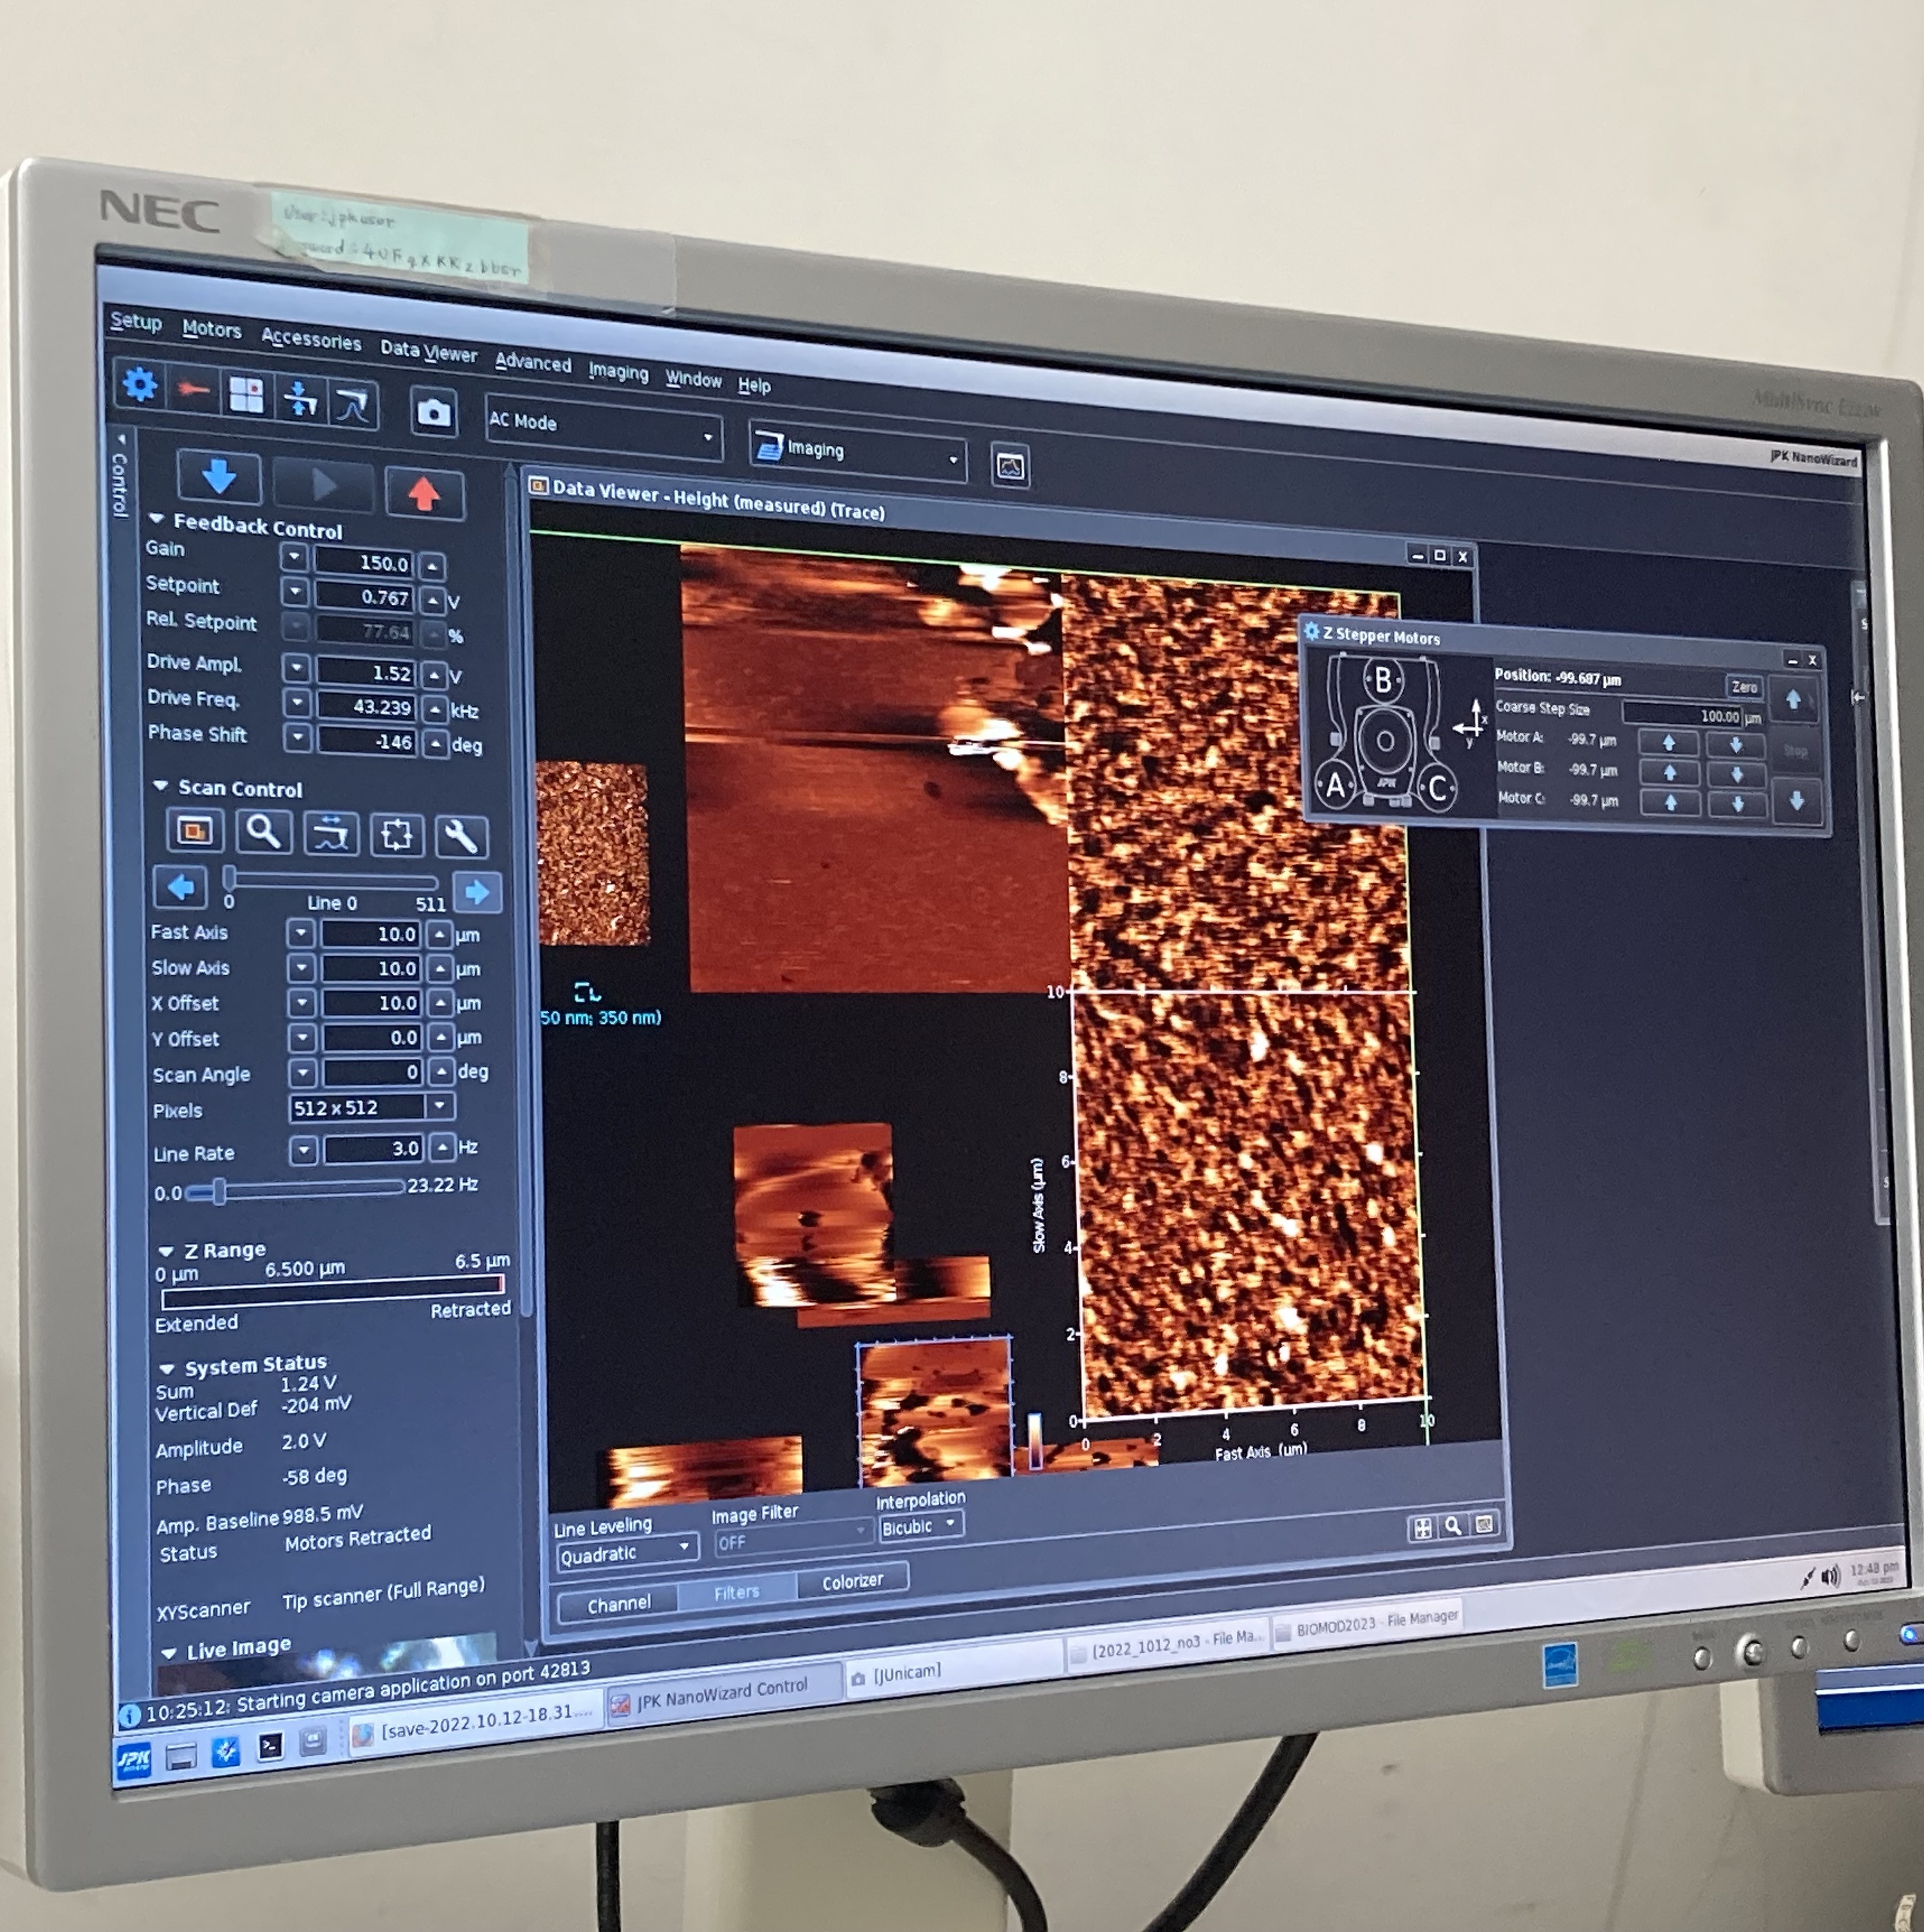 NEC
User: jpkuser
MultiSync
Setup Motors Accessories Data Viewer Advanced Imaging Window Help
JPK NanoWizard
AC Mode
Imaging
Control
Feedback Control
Gain 150.0
Setpoint 0.767 V
Rel. Setpoint 77.64 %
Drive Ampl. 1.52 V
Drive Freq. 43.239 kHz
Phase Shift -146 deg
Scan Control
0 Line 0 511
Fast Axis 10.0 µm
Slow Axis 10.0 µm
X Offset 10.0 µm
Y Offset 0.0 µm
Scan Angle 0 deg
Pixels 512 x 512
Line Rate 3.0 Hz
0.0 23.22 Hz
Z Range
0 µm 6.500 µm 6.5 µm
Extended Retracted
System Status
Sum 1.24 V
Vertical Def -204 mV
Amplitude 2.0 V
Phase -58 deg
Amp. Baseline 988.5 mV
Status Motors Retracted
XYScanner Tip scanner (Full Range)
Live Image
Data Viewer - Height (measured) (Trace)
50 nm; 350 nm)
10
8
6
4
2
0
Slow Axis (µm)
0 2 4 6 8 10
Fast Axis (µm)
Line Leveling
Quadratic
Image Filter
OFF
Interpolation
Bicubic
Channel Filters Colorizer
Z Stepper Motors
B
A
C
JPK
x
y
Position: -99.687 µm
Zero
Coarse Step Size 100.00 µm
Motor A: -99.7 µm
Motor B: -99.7 µm
Motor C: -99.7 µm
Stop
10:25:12: Starting camera application on port 42813
JPK
[save-2022.10.12-18.31....
JPK NanoWizard Control
[JUnicam]
[2022_1012_no3 - File Ma...
BIOMOD2023 - File Manager
12:48 pm